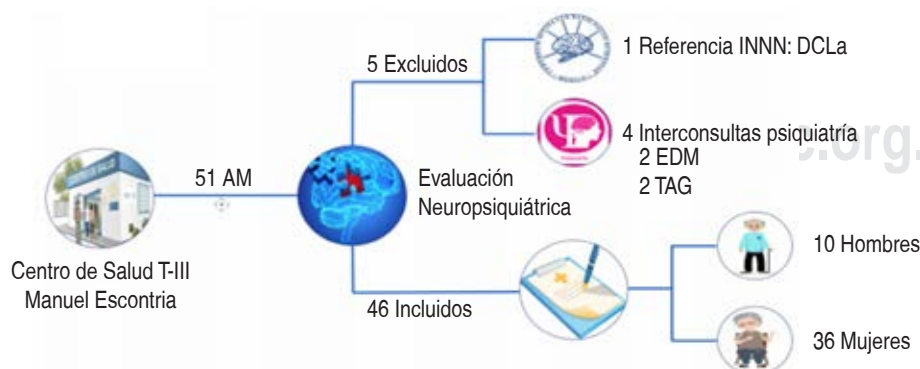 5 Excluidos
1 Referencia INNN: DCLa
4 Interconsultas psiquiatría
2 EDM
2 TAG
51 AM
Evaluación
Neuropsiquiátrica
Centro de Salud T-III
Manuel Escontria
46 Incluidos
10 Hombres
36 Mujeres